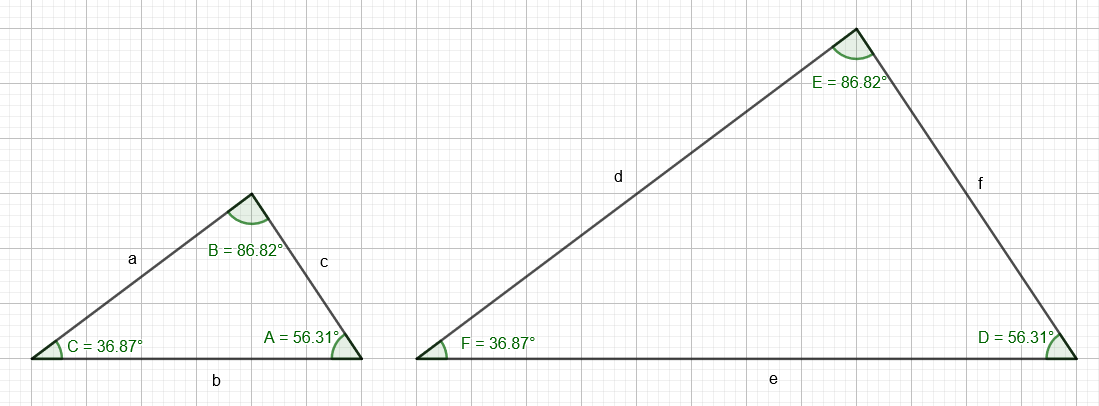 E = 86.82°
d
f
B = 86.82°
a
c
C = 36.87°
A = 56.31°
F = 36.87°
D = 56.31°
b
e